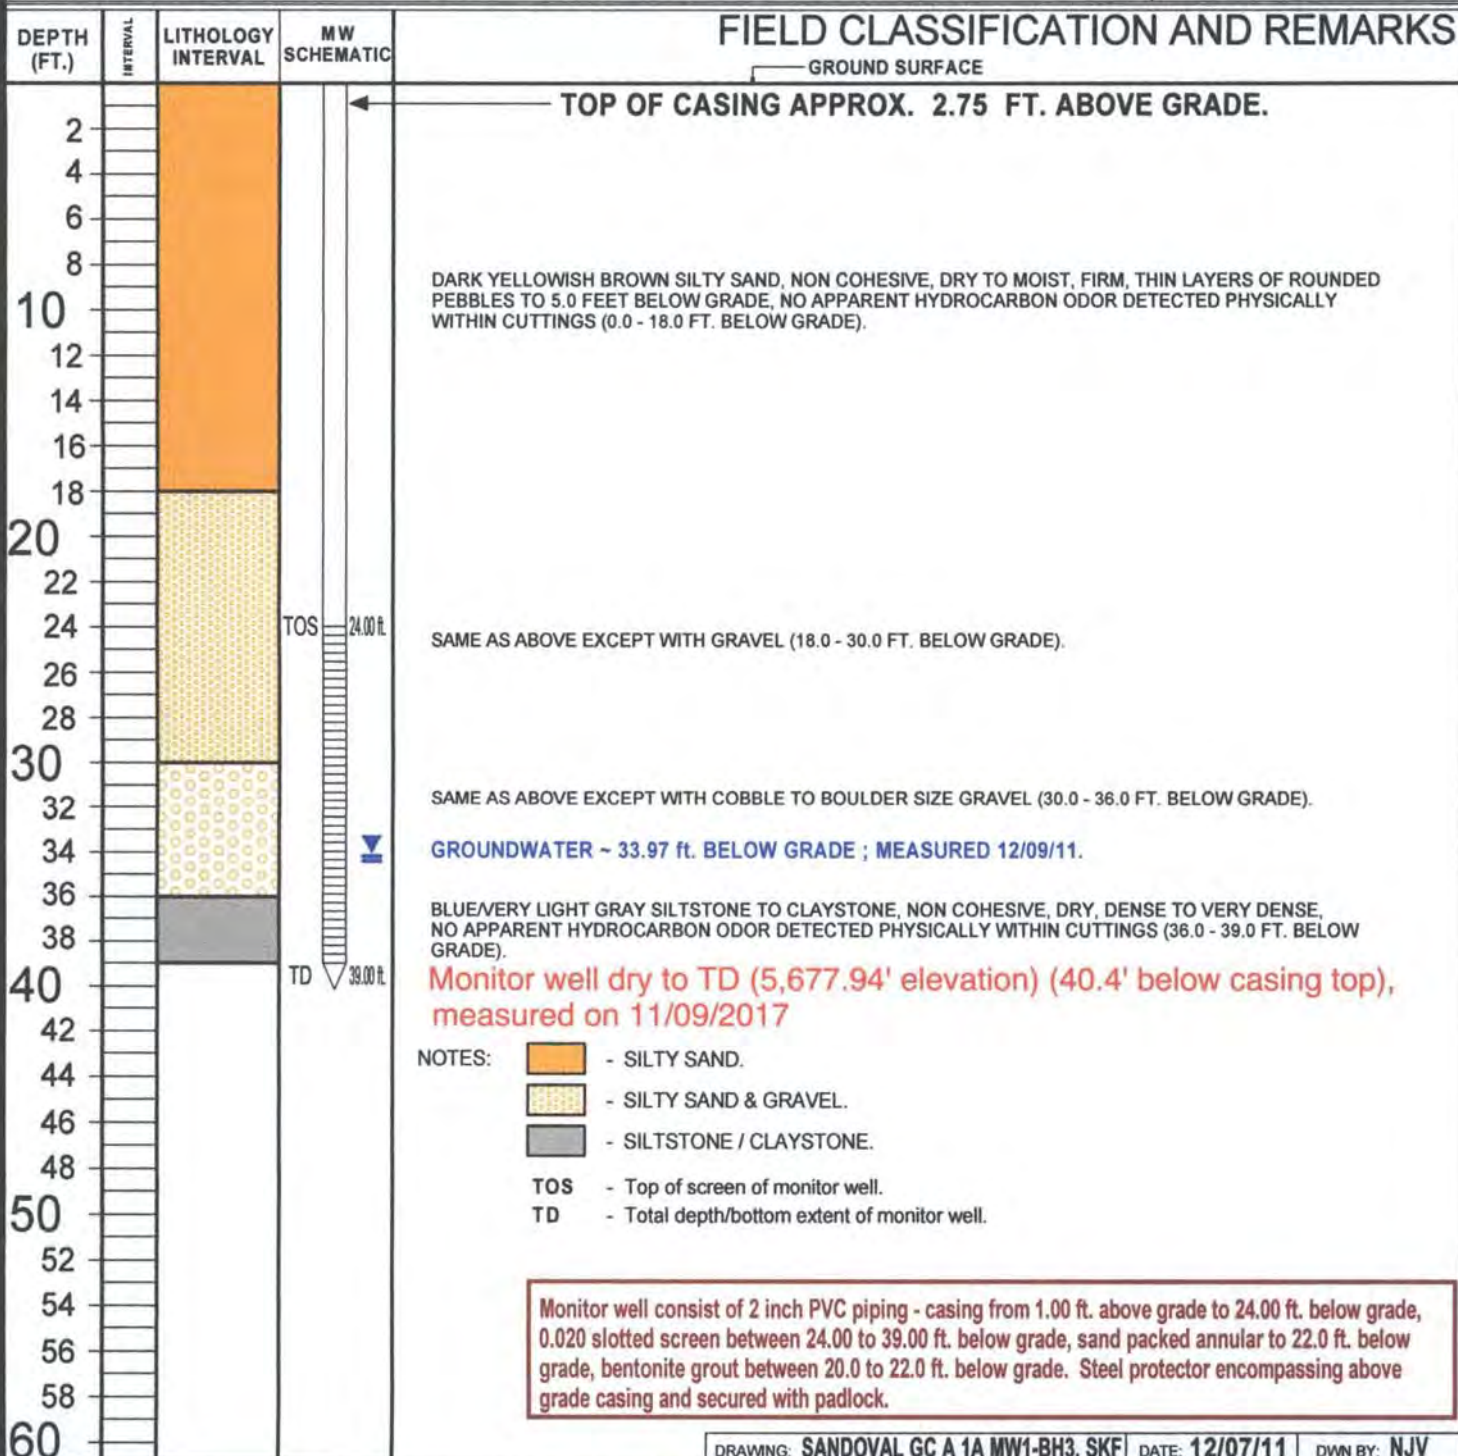 DEPTH
(FT.)
INTERVAL
LITHOLOGY
INTERVAL
MW
SCHEMATIC
FIELD CLASSIFICATION AND REMARKS
GROUND SURFACE
TOP OF CASING APPROX. 2.75 FT. ABOVE GRADE.
2
4
6
8
DARK YELLOWISH BROWN SILTY SAND, NON COHESIVE, DRY TO MOIST, FIRM, THIN LAYERS OF ROUNDED
PEBBLES TO 5.0 FEET BELOW GRADE, NO APPARENT HYDROCARBON ODOR DETECTED PHYSICALLY
WITHIN CUTTINGS (0.0 - 18.0 FT. BELOW GRADE).
10
12
14
16
18
20
22
24
TOS 24.00 ft.
SAME AS ABOVE EXCEPT WITH GRAVEL (18.0 - 30.0 FT. BELOW GRADE).
26
28
30
SAME AS ABOVE EXCEPT WITH COBBLE TO BOULDER SIZE GRAVEL (30.0 - 36.0 FT. BELOW GRADE).
32
34
GROUNDWATER ~ 33.97 ft. BELOW GRADE ; MEASURED 12/09/11.
36
BLUE/VERY LIGHT GRAY SILTSTONE TO CLAYSTONE, NON COHESIVE, DRY, DENSE TO VERY DENSE,
NO APPARENT HYDROCARBON ODOR DETECTED PHYSICALLY WITHIN CUTTINGS (36.0 - 39.0 FT. BELOW
GRADE).
38
TD 39.00 ft.
40
Monitor well dry to TD (5,677.94' elevation) (40.4' below casing top),
measured on 11/09/2017
42
NOTES:
- SILTY SAND.
44
- SILTY SAND & GRAVEL.
46
- SILTSTONE / CLAYSTONE.
48
TOS - Top of screen of monitor well.
50
TD - Total depth/bottom extent of monitor well.
52
54
56
58
60
Monitor well consist of 2 inch PVC piping - casing from 1.00 ft. above grade to 24.00 ft. below grade,
0.020 slotted screen between 24.00 to 39.00 ft. below grade, sand packed annular to 22.0 ft. below
grade, bentonite grout between 20.0 to 22.0 ft. below grade. Steel protector encompassing above
grade casing and secured with padlock.
DRAWING: SANDOVAL GC A 1A MW1-BH3. SKF DATE: 12/07/11 DWN BY: NJV